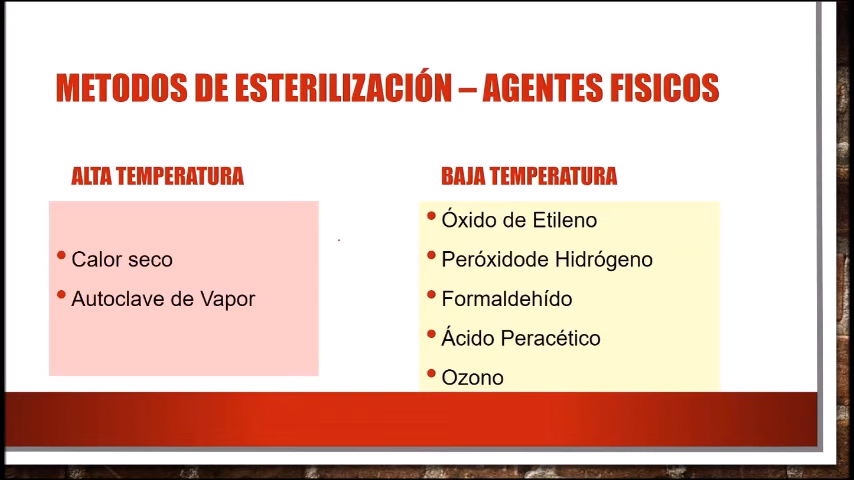 METODOS DE ESTERILIZACIÓN – AGENTES FISICOS
ALTA TEMPERATURA
• Calor seco
• Autoclave de Vapor
BAJA TEMPERATURA
• Óxido de Etileno
• Peróxidode Hidrógeno
• Formaldehído
• Ácido Peracético
• Ozono